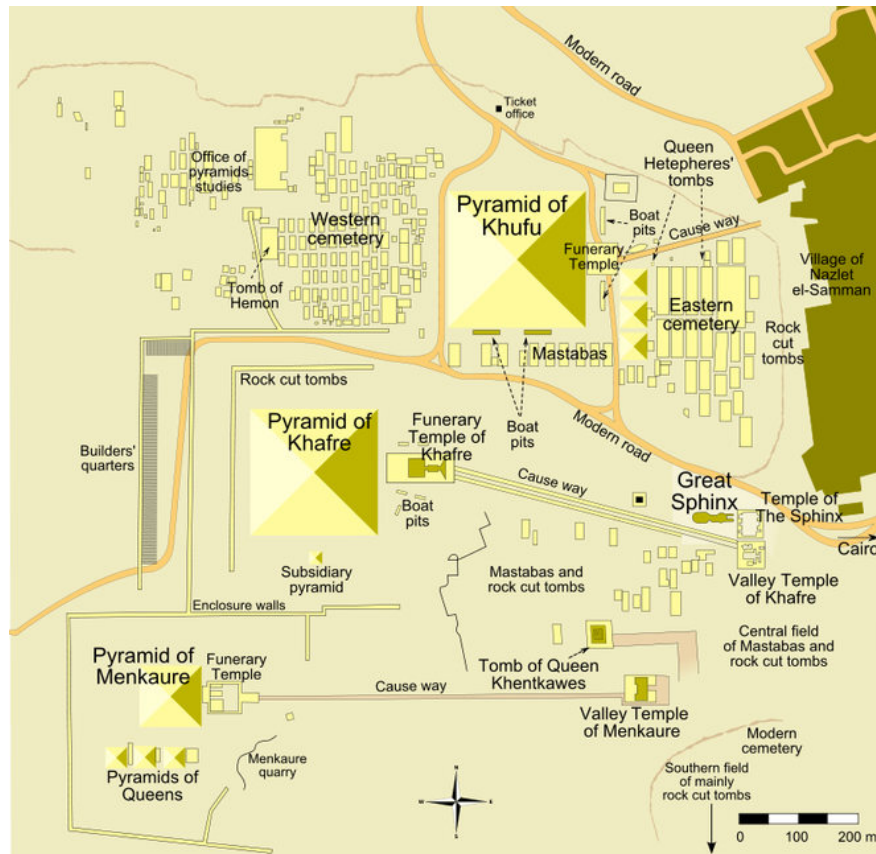 Modern road
Ticket
office
Queen
Hetepheres'
tombs
Office of
pyramids
studies
Pyramid of
Khufu
Western
cemetery
Boat
pits
Cause way
Funerary
Temple
Village of
Nazlet
el-Samman
Tomb of
Hemon
Eastern
cemetery
Rock
cut
tombs
Mastabas
Rock cut tombs
Pyramid of
Khafre
Funerary
Temple of
Khafre
Boat
pits
Modern road
Builders'
quarters
Cause way
Great
Sphinx
Temple of
The Sphinx
Boat
pits
Cairo
Subsidiary
pyramid
Mastabas and
rock cut tombs
Valley Temple
of Khafre
Enclosure walls
Central field
of Mastabas and
rock cut tombs
Pyramid of
Menkaure
Funerary
Temple
Tomb of Queen
Khentkawes
Cause way
Valley Temple
of Menkaure
Modern
cemetery
Menkaure
quarry
Pyramids of
Queens
Southern field
of mainly
rock cut tombs
N
W
E
S
0 100 200 m